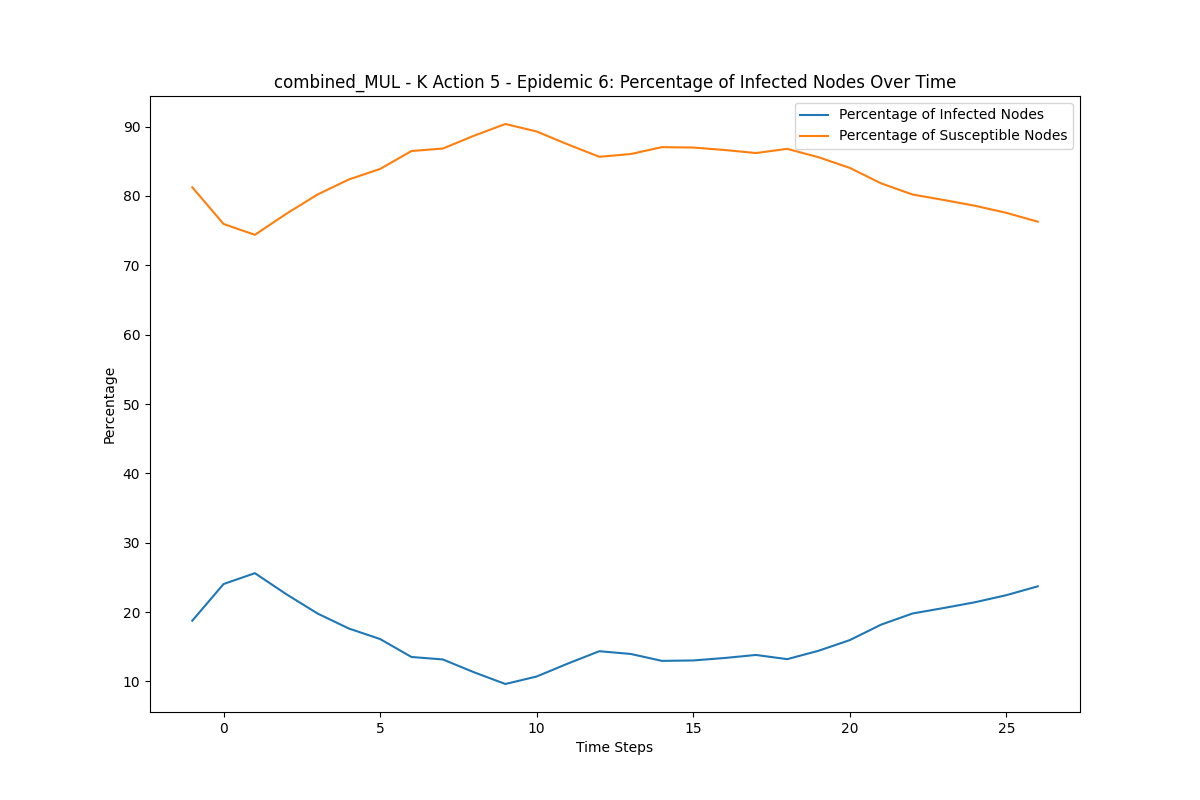 combined_MUL - K Action 5 - Epidemic 6: Percentage of Infected Nodes Over Time
Percentage of Infected Nodes
Percentage of Susceptible Nodes
90
80
70
60
50
40
30
20
10
Percentage
0 5 10 15 20 25
Time Steps